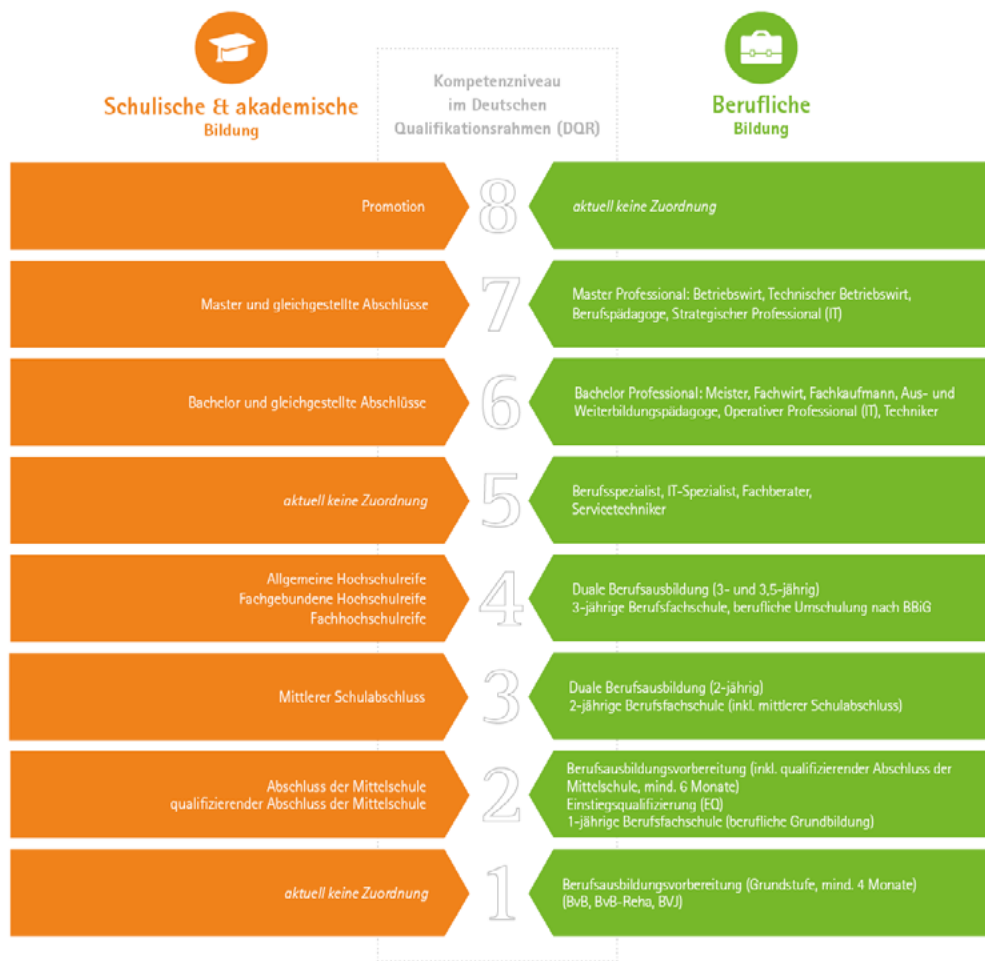 Schulische & akademische
Bildung
Kompetenzniveau
im Deutschen
Qualifikationsrahmen (DQR)
Berufliche
Bildung
Promotion
8
aktuell keine Zuordnung
Master und gleichgestellte Abschlüsse
7
Master Professional: Betriebswirt, Technischer Betriebswirt,
Berufspädagoge, Strategischer Professional (IT)
Bachelor und gleichgestellte Abschlüsse
6
Bachelor Professional: Meister, Fachwirt, Fachkaufmann, Aus- und
Weiterbildungspädagoge, Operativer Professional (IT), Techniker
aktuell keine Zuordnung
5
Berufsspezialist, IT-Spezialist, Fachberater,
Servicetechniker
Allgemeine Hochschulreife
Fachgebundene Hochschulreife
Fachhochschulreife
4
Duale Berufsausbildung (3- und 3,5-jährig)
3-jährige Berufsfachschule, berufliche Umschulung nach BBiG
Mittlerer Schulabschluss
3
Duale Berufsausbildung (2-jährig)
2-jährige Berufsfachschule (inkl. mittlerer Schulabschluss)
Abschluss der Mittelschule
qualifizierender Abschluss der Mittelschule
2
Berufsausbildungsvorbereitung (inkl. qualifizierender Abschluss der
Mittelschule, mind. 6 Monate)
Einstiegsqualifizierung (EQ)
1-jährige Berufsfachschule (berufliche Grundbildung)
aktuell keine Zuordnung
1
Berufsausbildungsvorbereitung (Grundstufe, mind. 4 Monate)
(BvB, BvB-Reha, BVJ)